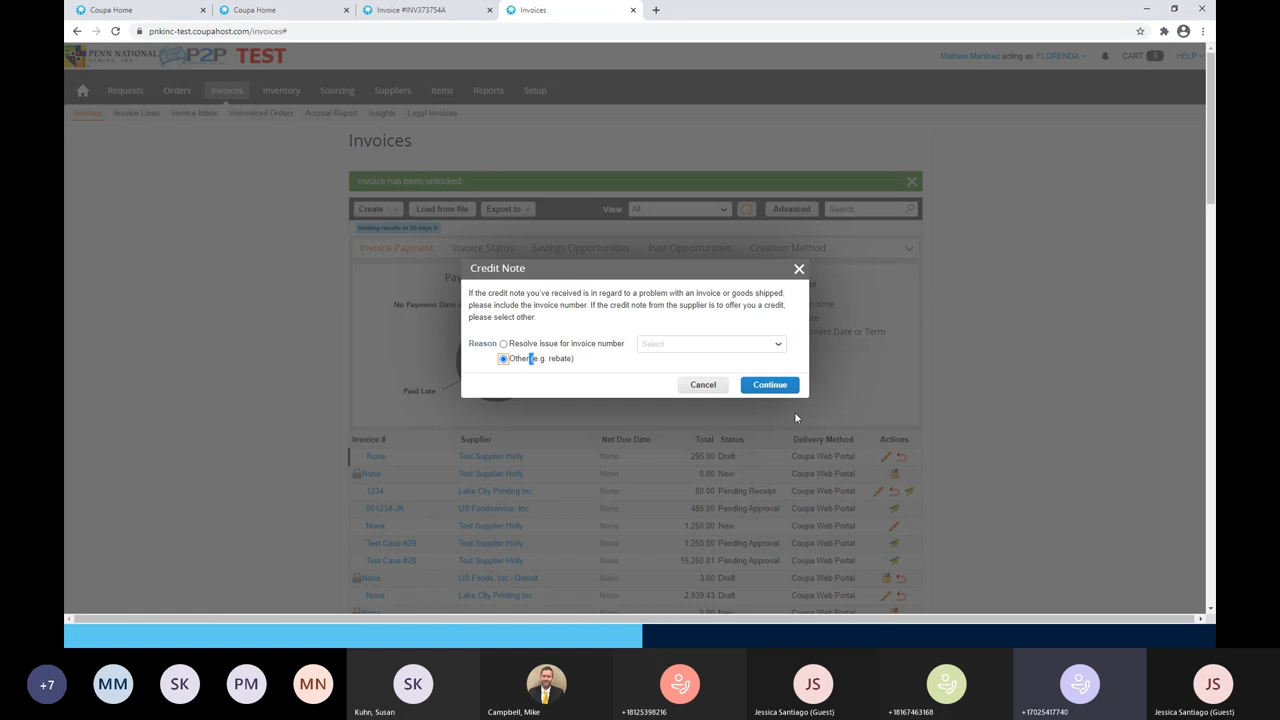 Coupa Home
Coupa Home
Invoice #INV373754A
Invoices
pnkinc-test.coupahost.com/invoices#
PENN NATIONAL GAMING, INC. P2P TEST
Mathew Martinez acting as FLORENDA
CART 0
HELP
Requests Orders Invoices Inventory Sourcing Suppliers Items Reports Setup
Invoices Invoice Lines Invoice Inbox Uninvoiced Orders Accrual Report Insights Legal Invoices
Invoices
Invoice has been unlocked.
Create Load from file Export to View All Advanced Search
limiting results to 90 days
Invoice Payment Invoice Status Savings Opportunities Past Opportunities Creation Method
Credit Note
If the credit note you've received is in regard to a problem with an invoice or goods shipped,
please include the invoice number. If the credit note from the supplier is to offer you a credit,
please select other.
No Payment Date
Reason Resolve issue for invoice number Select
Other (e.g. rebate)
Cancel Continue
Paid Late
Invoice # Supplier Net Due Date Total Status Delivery Method Actions
None Test Supplier Holly None 295.00 Draft Coupa Web Portal
None Test Supplier Holly None 0.00 New Coupa Web Portal
1234 Lake City Printing Inc None 80.00 Pending Receipt Coupa Web Portal
001234-JK US Foodservice, Inc. None 485.00 Pending Approval Coupa Web Portal
None Test Supplier Holly None 1,250.00 New Coupa Web Portal
Test Case #29 Test Supplier Holly None 1,250.00 Pending Approval Coupa Web Portal
Test Case #28 Test Supplier Holly None 15,250.01 Pending Approval Coupa Web Portal
None US Foods, Inc - Detroit None 3.00 Draft Coupa Web Portal
None Lake City Printing Inc None 2,939.43 Draft Coupa Web Portal
+7
MM
SK
PM
MN
SK
Kuhn, Susan
Campbell, Mike
+18125398216
JS
Jessica Santiago (Guest)
+18167463168
+17025417740
JS
Jessica Santiago (Guest)